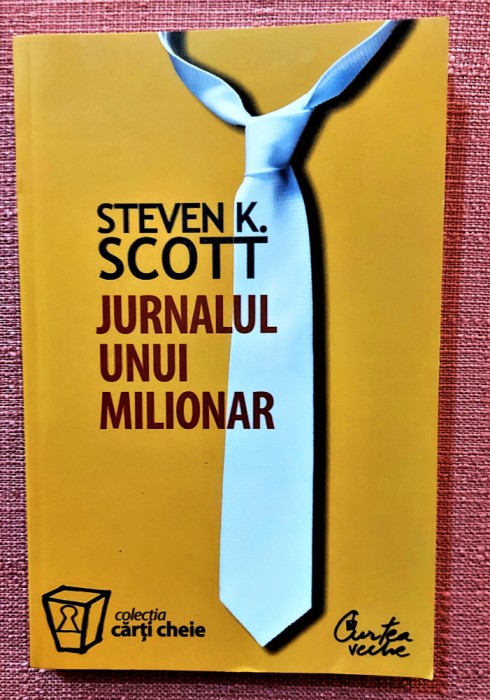 STEVEN K.
SCOTT
JURNALUL
UNUI
MILIONAR
colecția
cărți cheie
Curtea
veche